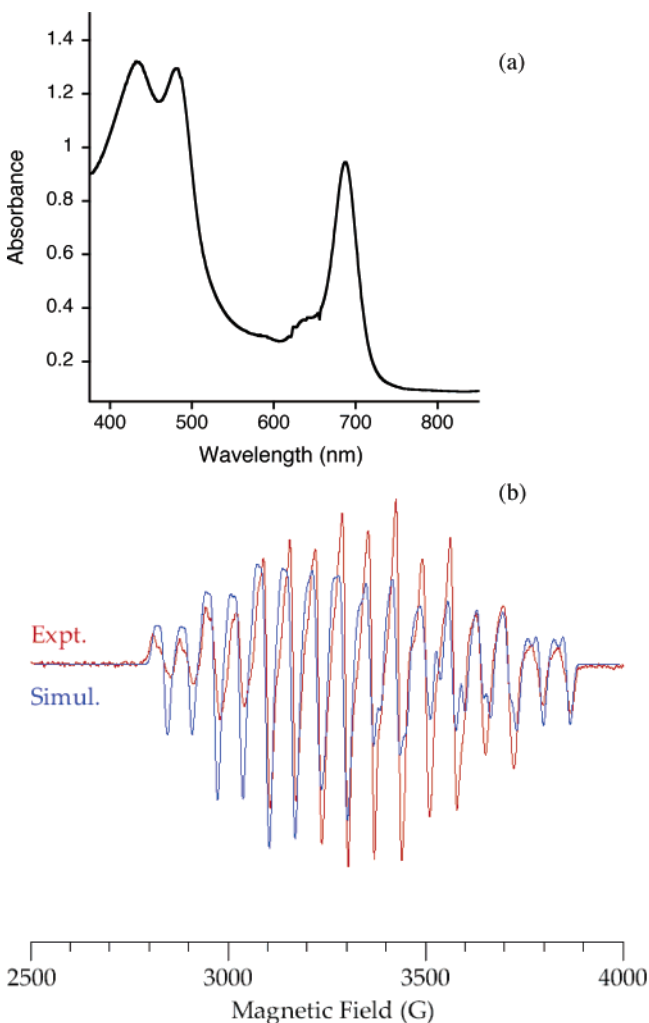 (a)
1.4
1.2
1
0.8
0.6
0.4
0.2
Absorbance
400 500 600 700 800
Wavelength (nm)
(b)
Expt.
Simul.
2500 3000 3500 4000
Magnetic Field (G)